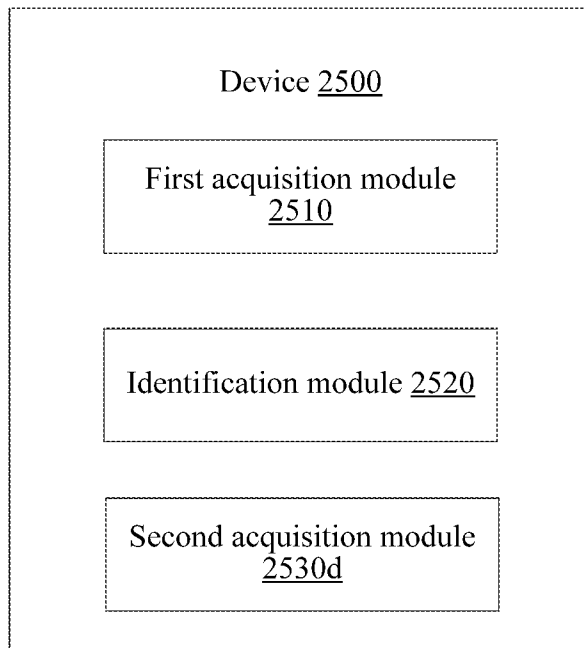 Device 2500
First acquisition module
2510
Identification module 2520
Second acquisition module
2530d